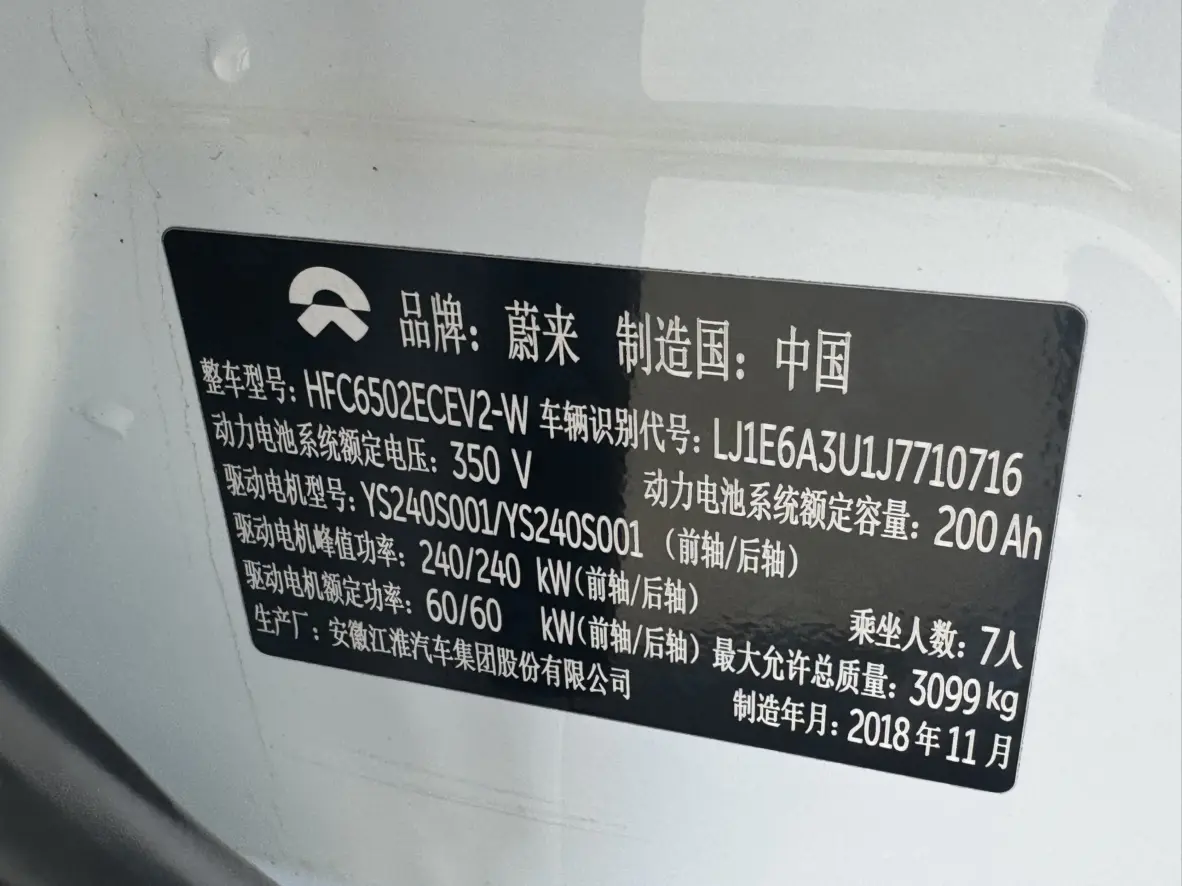 品牌：蔚来 制造国：中国
整车型号：HFC6502ECEV2-W 车辆识别代号：LJ1E6A3U1J7710716
动力电池系统额定电压：350 V 动力电池系统额定容量：200 Ah
驱动电机型号：YS240S001/YS240S001（前轴/后轴）
驱动电机峰值功率：240/240 kW(前轴/后轴) 乘坐人数：7人
驱动电机额定功率：60/60 kW(前轴/后轴) 最大允许总质量：3099 kg
生产厂：安徽江淮汽车集团股份有限公司 制造年月：2018年11月